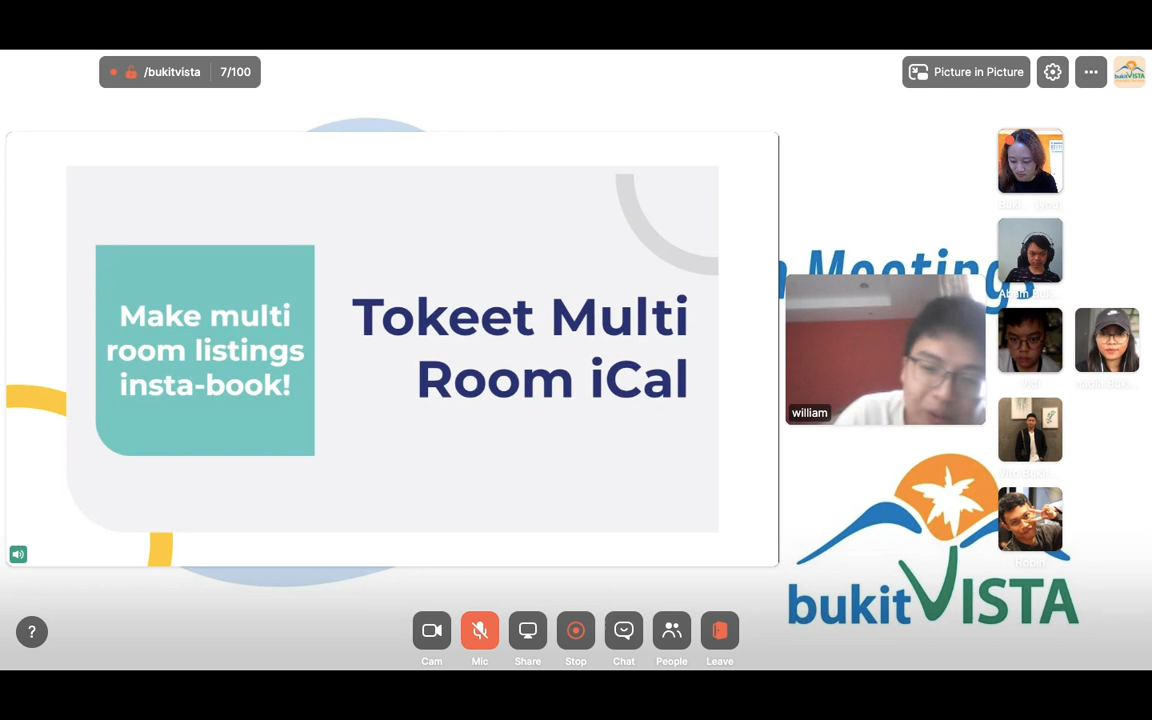 /bukitvista
7/100
Picture in Picture
Make multi
room listings
insta-book!
Tokeet Multi
Room iCal
Meetings
william
Vidi
Robin
bukitVISTA
?
Cam
Mic
Share
Stop
Chat
People
Leave